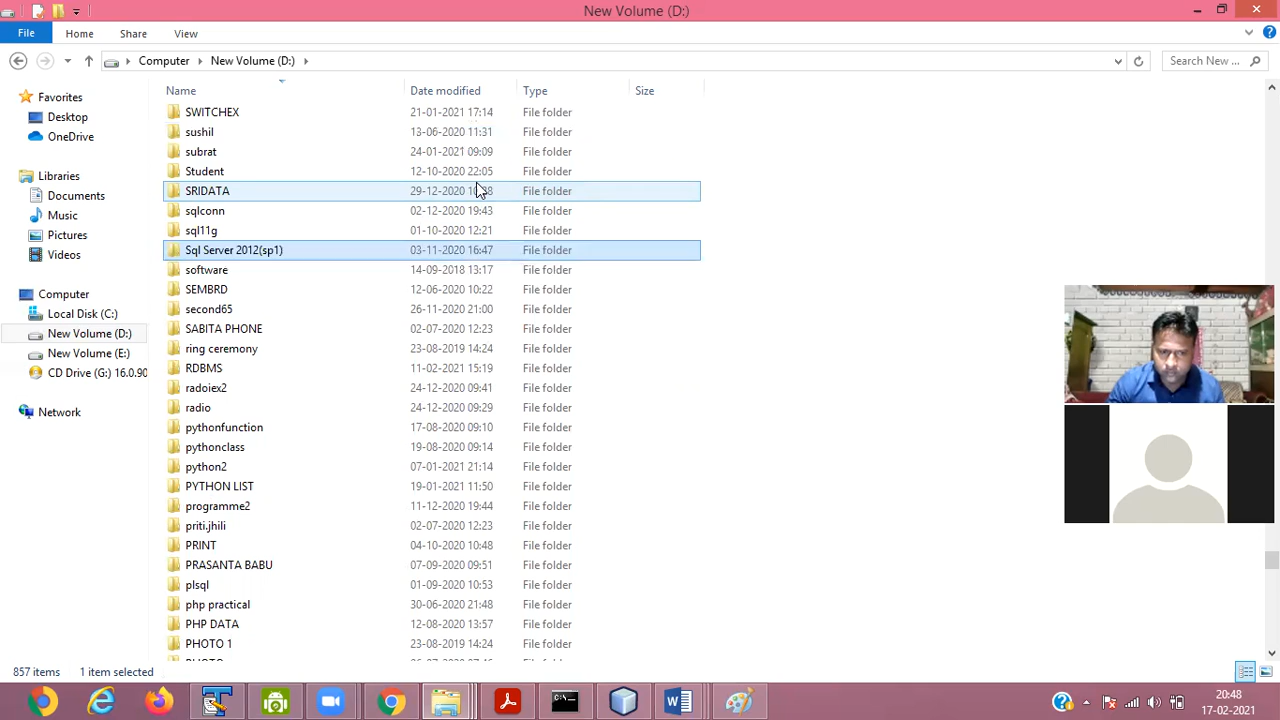 New Volume (D:)
File Home Share View
Computer New Volume (D:) Search New ...
Name Date modified Type Size
Favorites
Desktop
OneDrive
Libraries
Documents
Music
Pictures
Videos
Computer
Local Disk (C:)
New Volume (D:)
New Volume (E:)
CD Drive (G:) 16.0.90
Network
SWITCHEX 21-01-2021 17:14 File folder
sushil 13-06-2020 11:31 File folder
subrat 24-01-2021 09:09 File folder
Student 12-10-2020 22:05 File folder
SRIDATA 29-12-2020 File folder
sqlconn 02-12-2020 19:43 File folder
sql11g 01-10-2020 12:21 File folder
Sql Server 2012(sp1) 03-11-2020 16:47 File folder
software 14-09-2018 13:17 File folder
SEMBRD 12-06-2020 10:22 File folder
second65 26-11-2020 21:00 File folder
SABITA PHONE 02-07-2020 12:23 File folder
ring ceremony 23-08-2019 14:24 File folder
RDBMS 11-02-2021 15:19 File folder
radoiex2 24-12-2020 09:41 File folder
radio 24-12-2020 09:29 File folder
pythonfunction 17-08-2020 09:10 File folder
pythonclass 19-08-2020 09:14 File folder
python2 07-01-2021 21:14 File folder
PYTHON LIST 19-01-2021 11:50 File folder
programme2 11-12-2020 19:44 File folder
priti.jhili 02-07-2020 12:23 File folder
PRINT 04-10-2020 10:48 File folder
PRASANTA BABU 07-09-2020 09:51 File folder
plsql 01-09-2020 10:53 File folder
php practical 30-06-2020 21:48 File folder
PHP DATA 12-08-2020 13:57 File folder
PHOTO 1 23-08-2019 14:24 File folder
857 items 1 item selected
20:48
17-02-2021